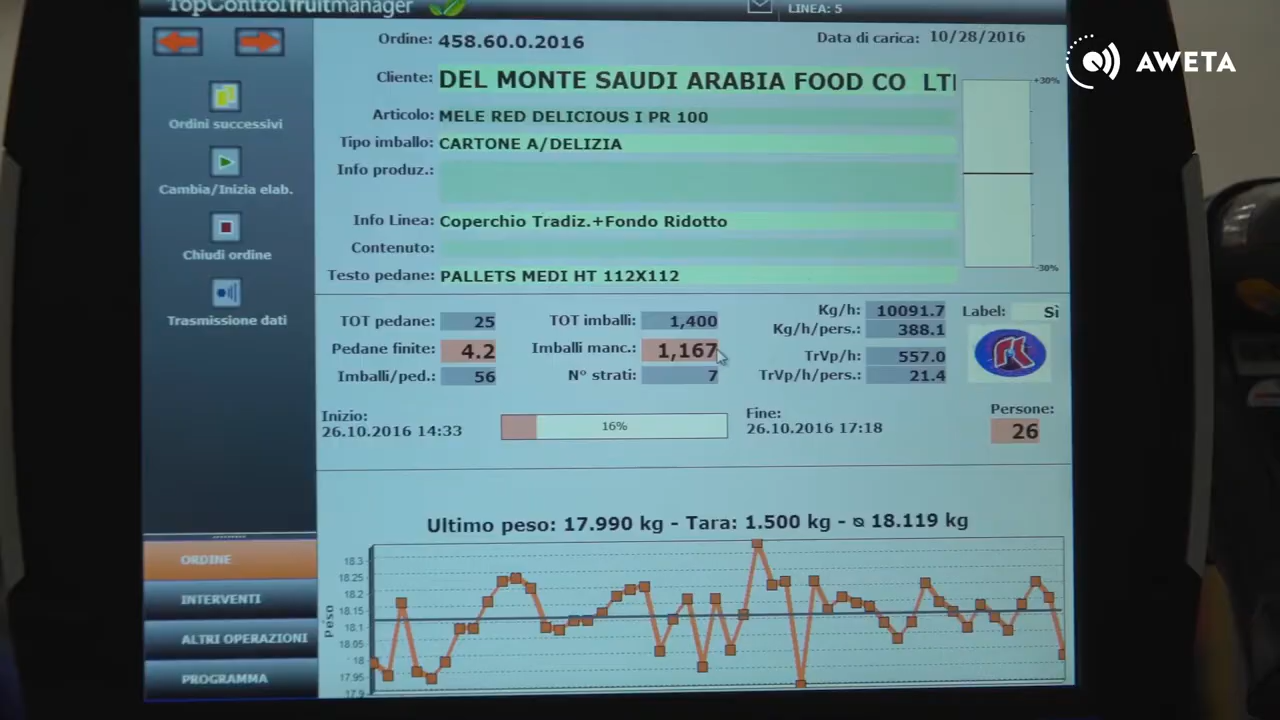 TopControlfruitmanager
LINEA: 5
AWETA
Ordine: 458.60.0.2016
Data di carica: 10/28/2016
Cliente: DEL MONTE SAUDI ARABIA FOOD CO LT
Articolo: MELE RED DELICIOUS I PR 100
Tipo imballo: CARTONE A/DELIZIA
Info produz.:
Info Linea: Coperchio Tradiz.+Fondo Ridotto
Contenuto:
Testo pedane: PALLETS MEDI HT 112X112
+30%
-30%
Ordini successivi
Cambia/Inizia elab.
Chiudi ordine
Trasmissione dati
TOT pedane: 25
TOT imballi: 1,400
Kg/h: 10091.7
Label: Sì
Kg/h/pers.: 388.1
Pedane finite: 4.2
Imballi manc.: 1,167
TrVp/h: 557.0
Imballi/ped.: 56
N° strati: 7
TrVp/h/pers.: 21.4
Inizio:
26.10.2016 14:33
16%
Fine:
26.10.2016 17:18
Persone:
26
Ultimo peso: 17.990 kg - Tara: 1.500 kg - ⌀ 18.119 kg
Peso
18.3
18.25
18.2
18.15
18.1
18.05
18
17.95
17.9
ORDINE
INTERVENTI
ALTRI OPERAZIONI
PROGRAMMA